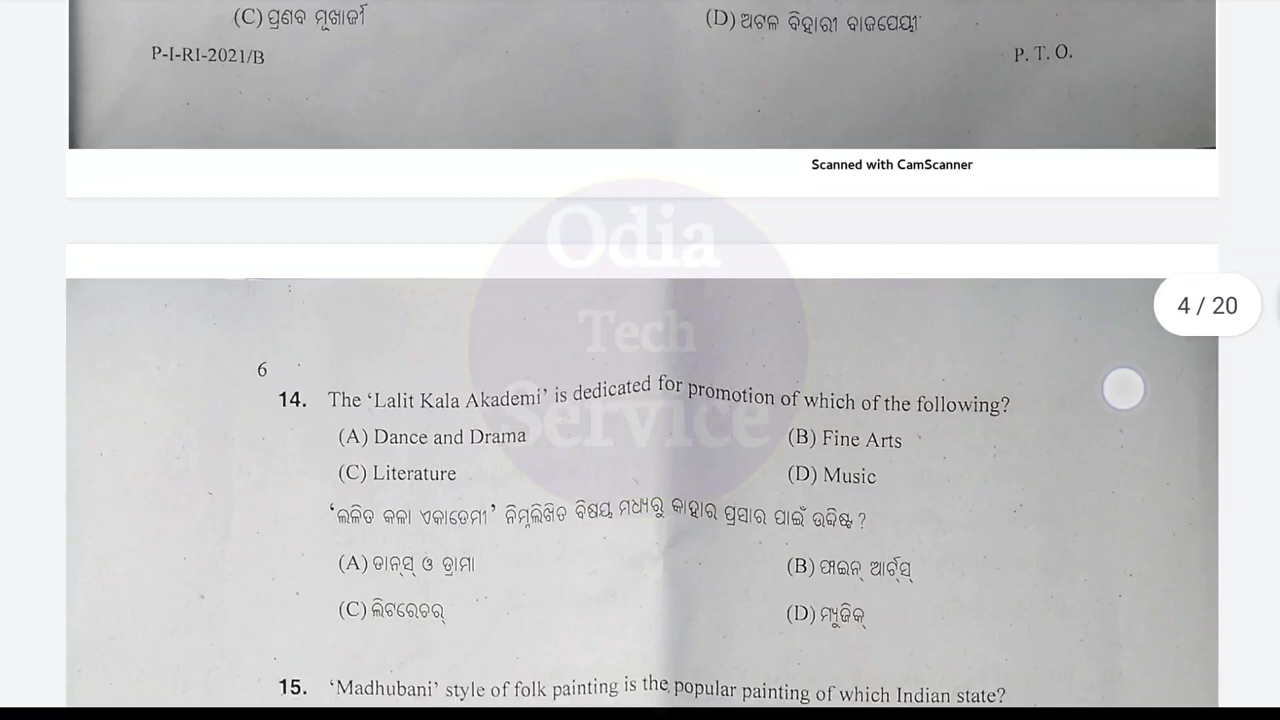 (C) ପ୍ରଣବ ମୂଖାର୍ଜୀ (D) ଅଟଳ ବିହାରୀ ବାଜପେୟୀ
P-I-RI-2021/B P. T. O.
Scanned with CamScanner
Odia
Tech
Service
4 / 20
6
14. The ‘Lalit Kala Akademi’ is dedicated for promotion of which of the following?
(A) Dance and Drama (B) Fine Arts
(C) Literature (D) Music
‘ଲଳିତ କଳା ଏକାଡେମୀ’ ନିମ୍ନଲିଖିତ ବିଷୟ ମଧ୍ୟରୁ କାହାର ପ୍ରସାର ପାଇଁ ଉଦ୍ଦିଷ୍ଟ ?
(A) ଡାନ୍ସ୍ ଓ ଡ୍ରାମା (B) ଫାଇନ୍ ଆର୍ଟ୍ସ୍
(C) ଲିଟରେଚର୍ (D) ମ୍ୟୁଜିକ୍
15. ‘Madhubani’ style of folk painting is the popular painting of which Indian state?